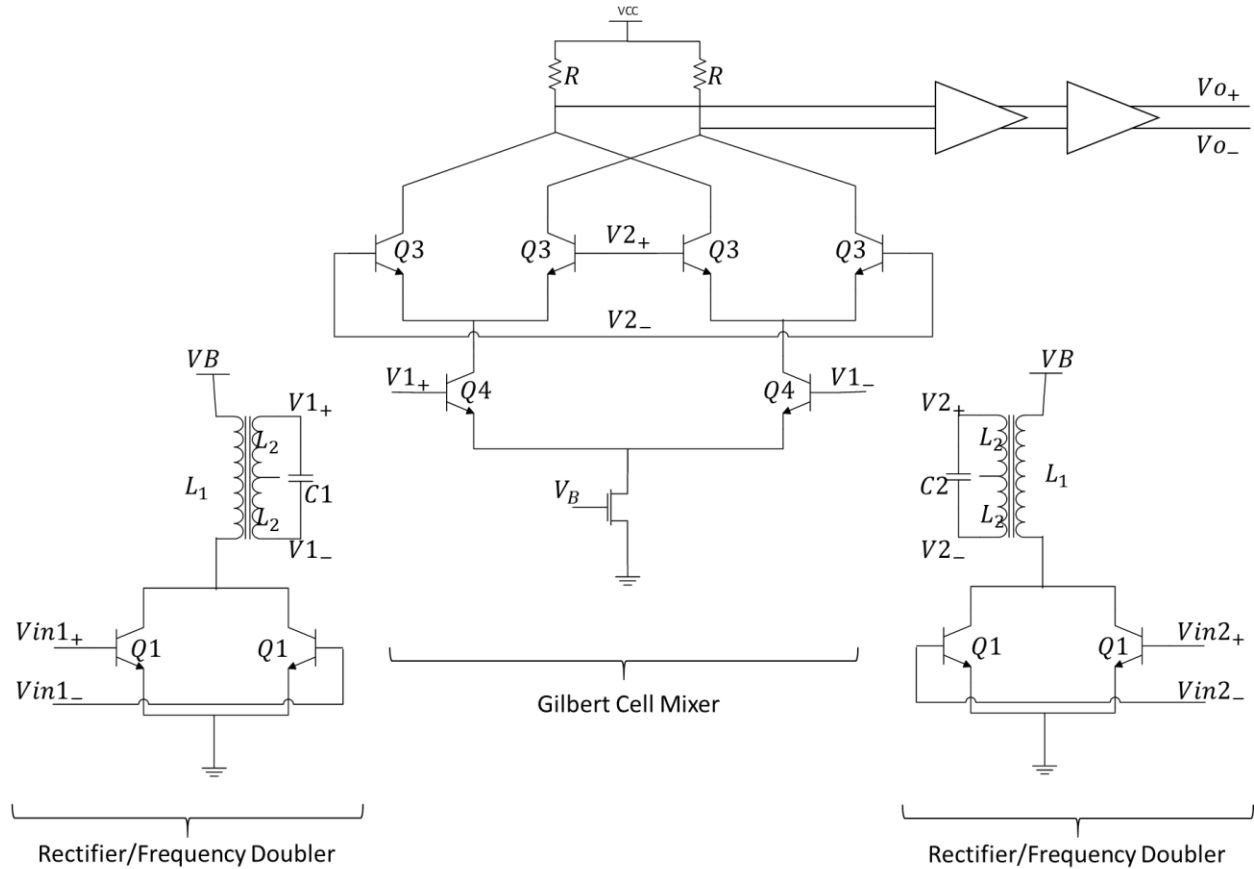 VCC
R R
Vo+
Vo−
Q3 Q3 V2+ Q3 Q3
V2−
VB
V1+ Q4 Q4 V1−
VB
V1+
L2
L1 C1
L2
V1−
V2+
L2
C2 L1
L2
V2−
VB
Vin1+
Q1 Q1
Vin1−
Q1 Q1
Vin2+
Vin2−
Gilbert Cell Mixer
Rectifier/Frequency Doubler
Rectifier/Frequency Doubler